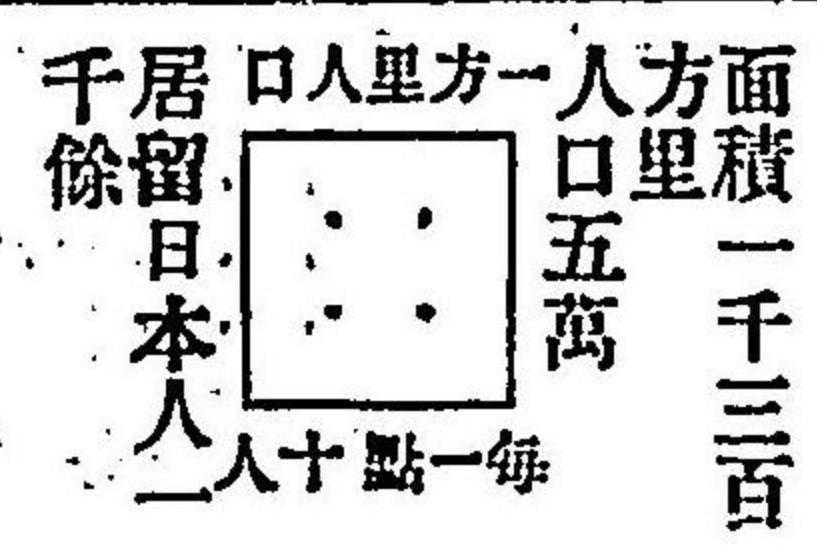 面積一千三百
方里
人口五萬
一方里人口
每一點十人
居留日本人一
千餘